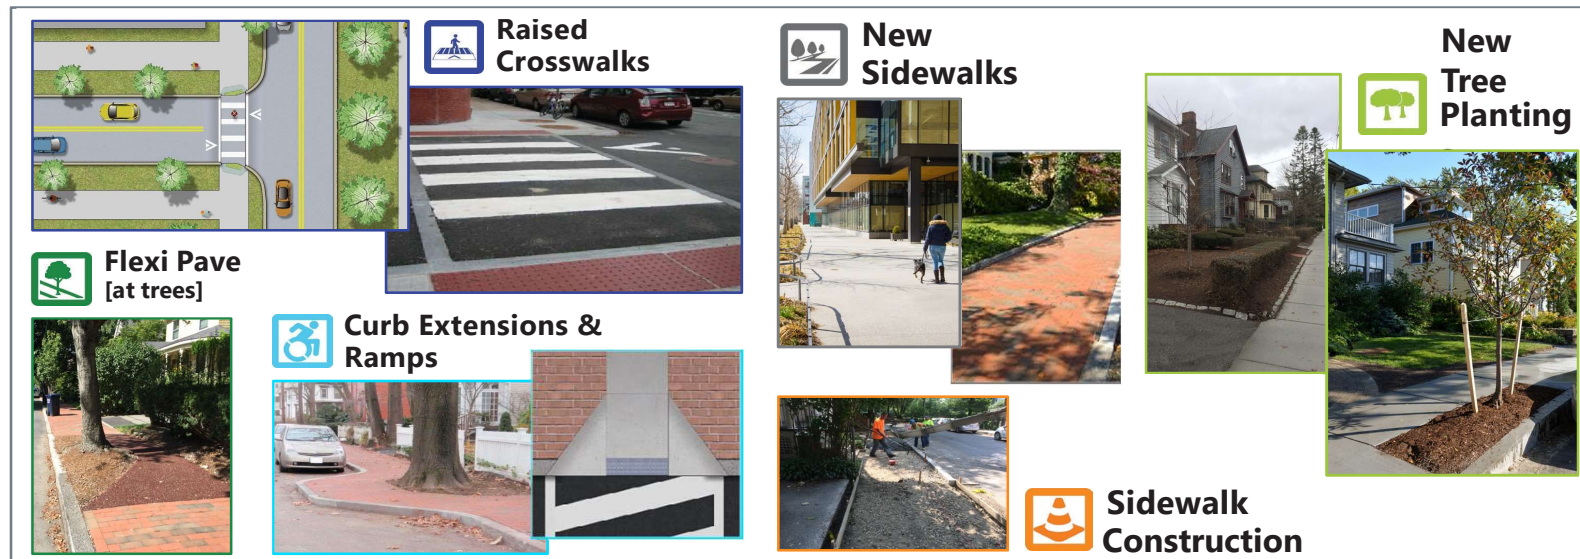 Raised
Crosswalks
New
Sidewalks
New
Tree
Planting
Flexi Pave
[at trees]
Curb Extensions &
Ramps
Sidewalk
Construction